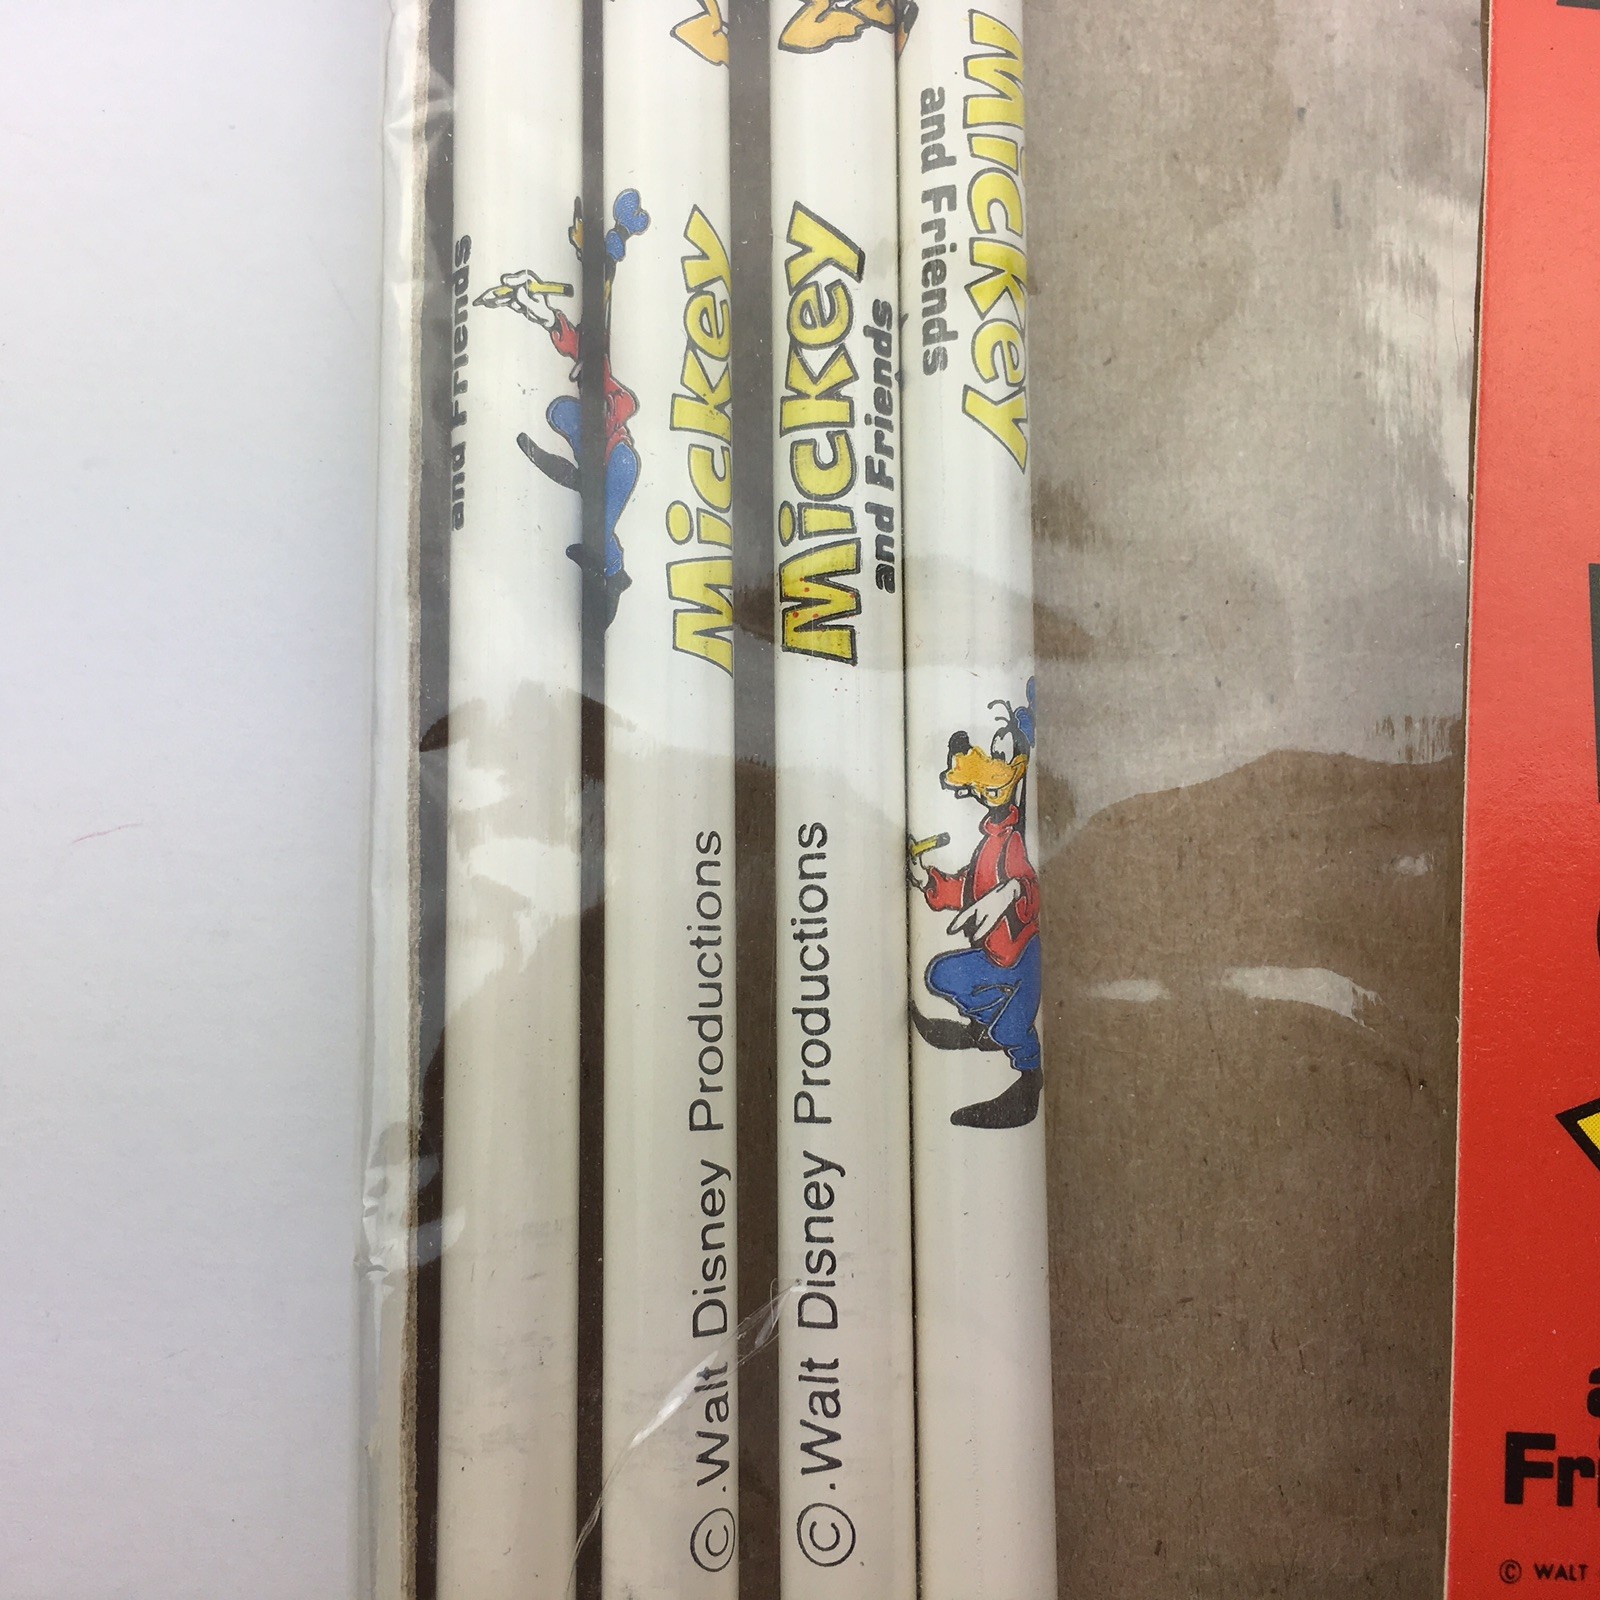 and Friends
Mickey
© .Walt Disney Productions
Mickey
and Friends
© .Walt Disney Productions
Mickey
and Friends
Fri
© WALT